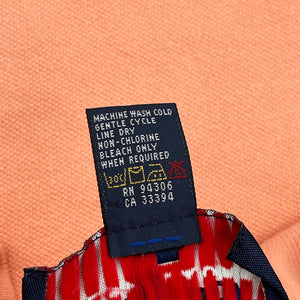 MACHINE WASH COLD
GENTLE CYCLE
LINE DRY
NON-CHLORINE
BLEACH ONLY
WHEN REQUIRED
30C
RN 94306
CA 33394